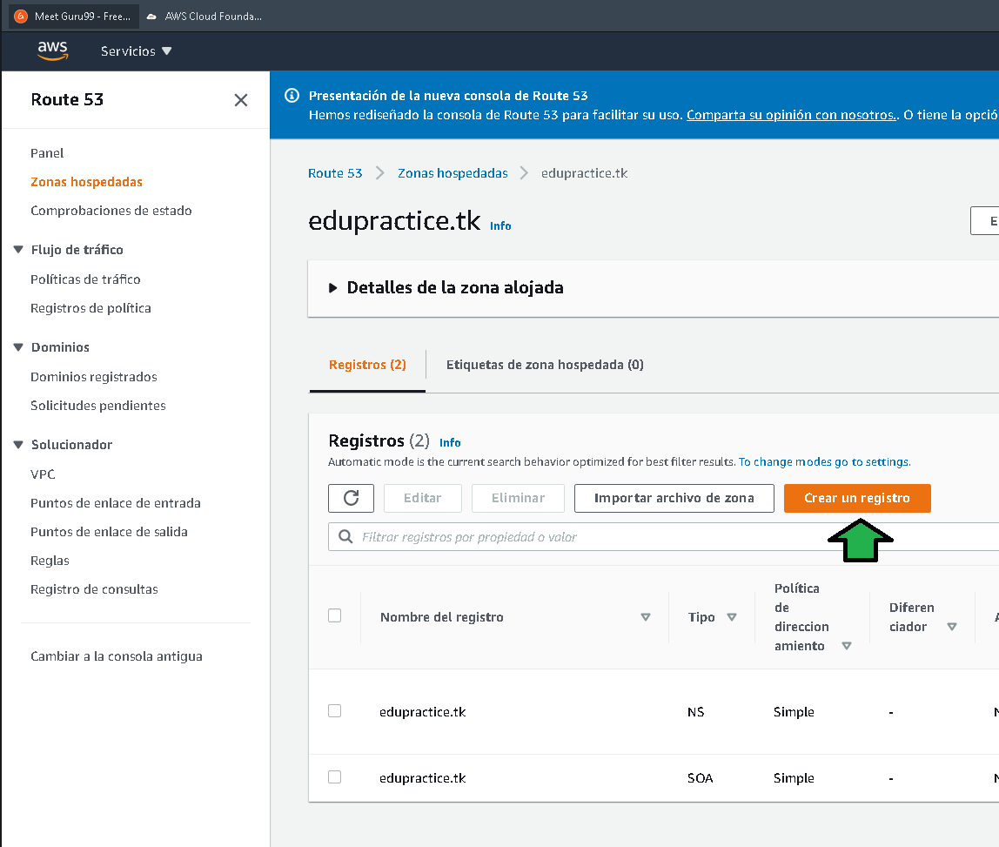 Meet Guru99 - Free...
AWS Cloud Founda...
aws
Servicios
Route 53
Panel
Zonas hospedadas
Comprobaciones de estado
Flujo de tráfico
Políticas de tráfico
Registros de política
Dominios
Dominios registrados
Solicitudes pendientes
Solucionador
VPC
Puntos de enlace de entrada
Puntos de enlace de salida
Reglas
Registro de consultas
Cambiar a la consola antigua
Presentación de la nueva consola de Route 53
Hemos rediseñado la consola de Route 53 para facilitar su uso. Comparta su opinión con nosotros.. O tiene la opció
Route 53
Zonas hospedadas
edupractice.tk
edupractice.tk Info
E
Detalles de la zona alojada
Registros (2)
Etiquetas de zona hospedada (0)
Registros (2) Info
Automatic mode is the current search behavior optimized for best filter results. To change modes go to settings.
Editar
Eliminar
Importar archivo de zona
Crear un registro
Filtrar registros por propiedad o valor
Nombre del registro
Tipo
Política
de
direccion
amiento
Diferen
ciador
edupractice.tk NS Simple -
edupractice.tk SOA Simple -